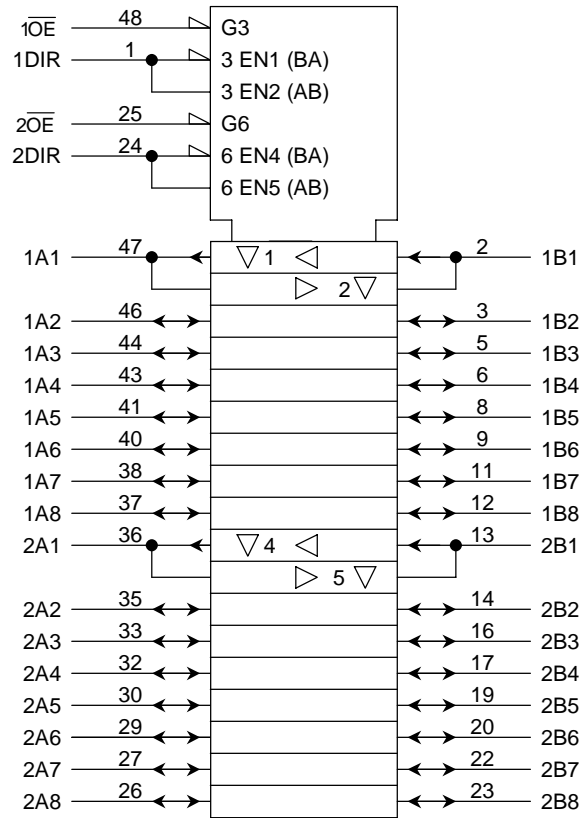 1O̅E̅ 48 G3
1DIR 1 3 EN1 (BA)
3 EN2 (AB)
2O̅E̅ 25 G6
2DIR 24 6 EN4 (BA)
6 EN5 (AB)
1A1 47 1 2 1B1
2
1A2 46 3 1B2
1A3 44 5 1B3
1A4 43 6 1B4
1A5 41 8 1B5
1A6 40 9 1B6
1A7 38 11 1B7
1A8 37 12 1B8
2A1 36 4 13 2B1
5
2A2 35 14 2B2
2A3 33 16 2B3
2A4 32 17 2B4
2A5 30 19 2B5
2A6 29 20 2B6
2A7 27 22 2B7
2A8 26 23 2B8